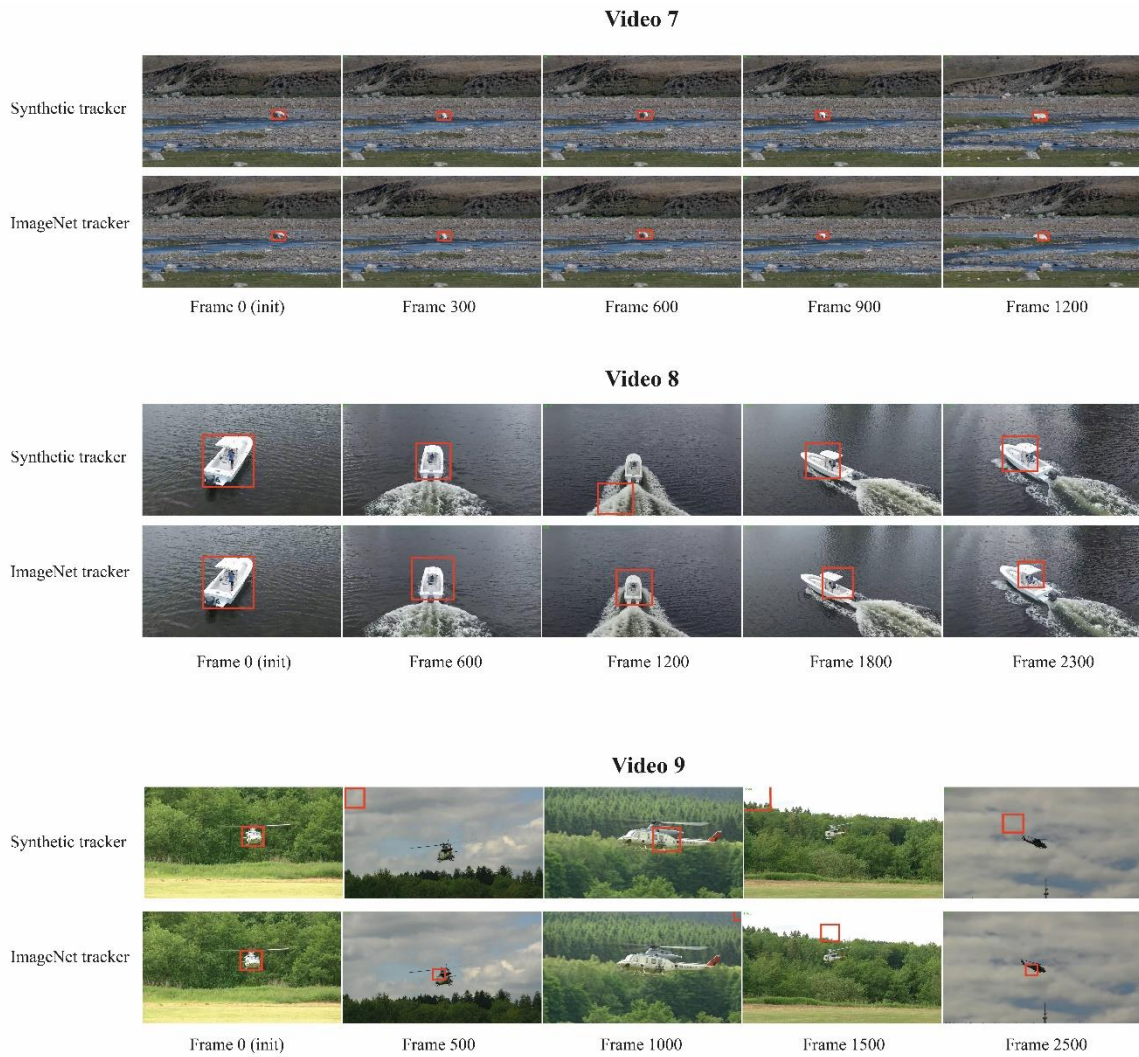 Video 7
Synthetic tracker
ImageNet tracker
Frame 0 (init) Frame 300 Frame 600 Frame 900 Frame 1200
Video 8
Synthetic tracker
ImageNet tracker
Frame 0 (init) Frame 600 Frame 1200 Frame 1800 Frame 2300
Video 9
Synthetic tracker
ImageNet tracker
Frame 0 (init) Frame 500 Frame 1000 Frame 1500 Frame 2500